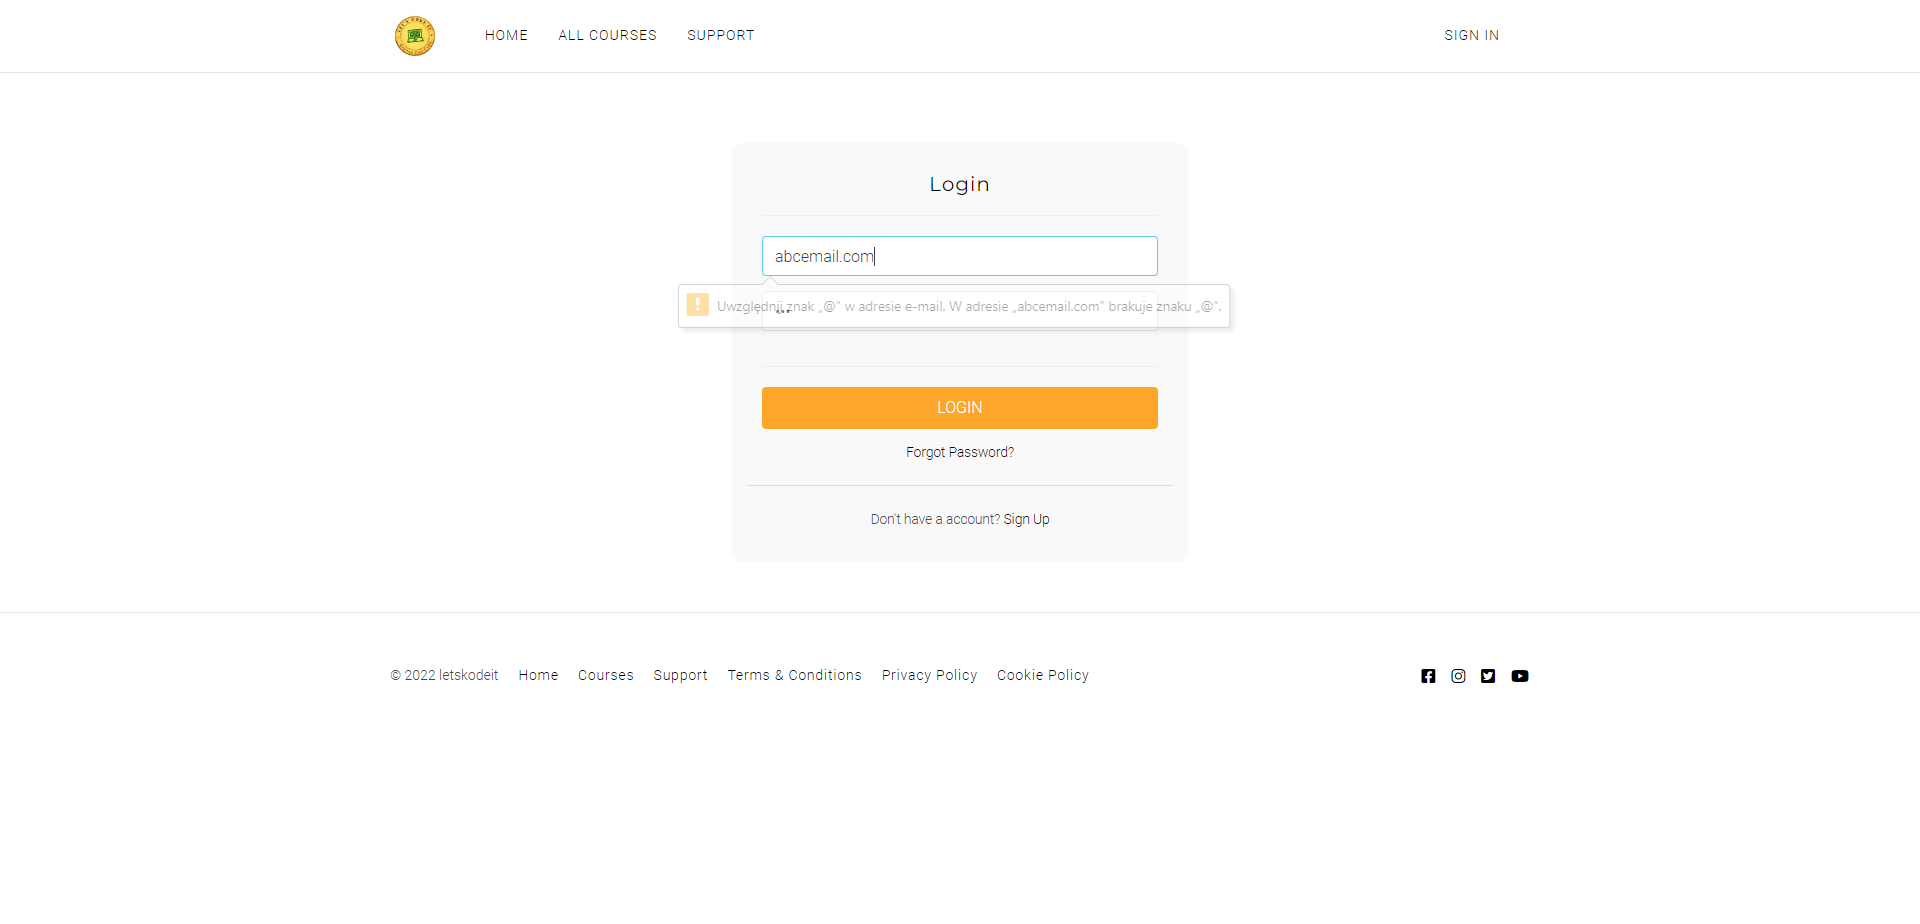 HOME ALL COURSES SUPPORT SIGN IN
Login
abcemail.com
Uwzględnij znak „@” w adresie e-mail. W adresie „abcemail.com” brakuje znaku „@”.
LOGIN
Forgot Password?
Don't have a account? Sign Up
© 2022 letskodeit Home Courses Support Terms & Conditions Privacy Policy Cookie Policy